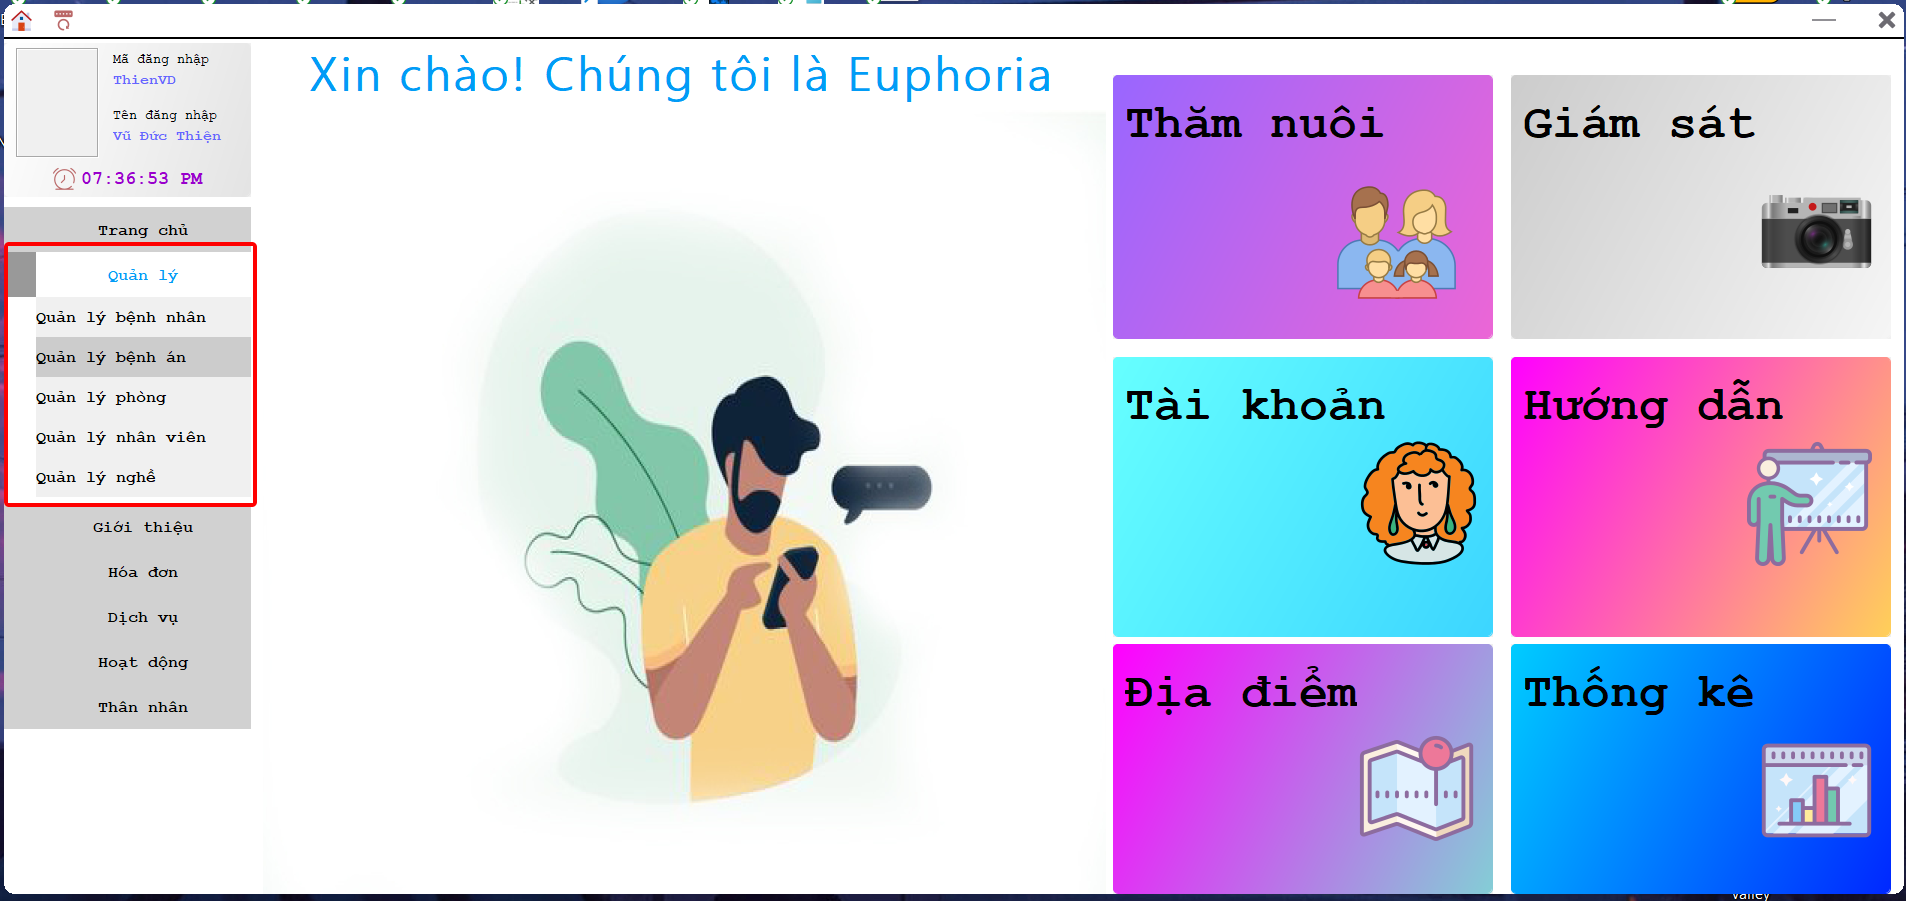 Mã đăng nhập
ThienVD
Tên đăng nhập
Vũ Đức Thiện
07:36:53 PM
Trang chủ
Quản lý
Quản lý bệnh nhân
Quản lý bệnh án
Quản lý phòng
Quản lý nhân viên
Quản lý nghề
Giới thiệu
Hóa đơn
Dịch vụ
Hoạt động
Thân nhân
Xin chào! Chúng tôi là Euphoria
Thăm nuôi
Giám sát
Tài khoản
Hướng dẫn
Địa điểm
Thống kê
Valley